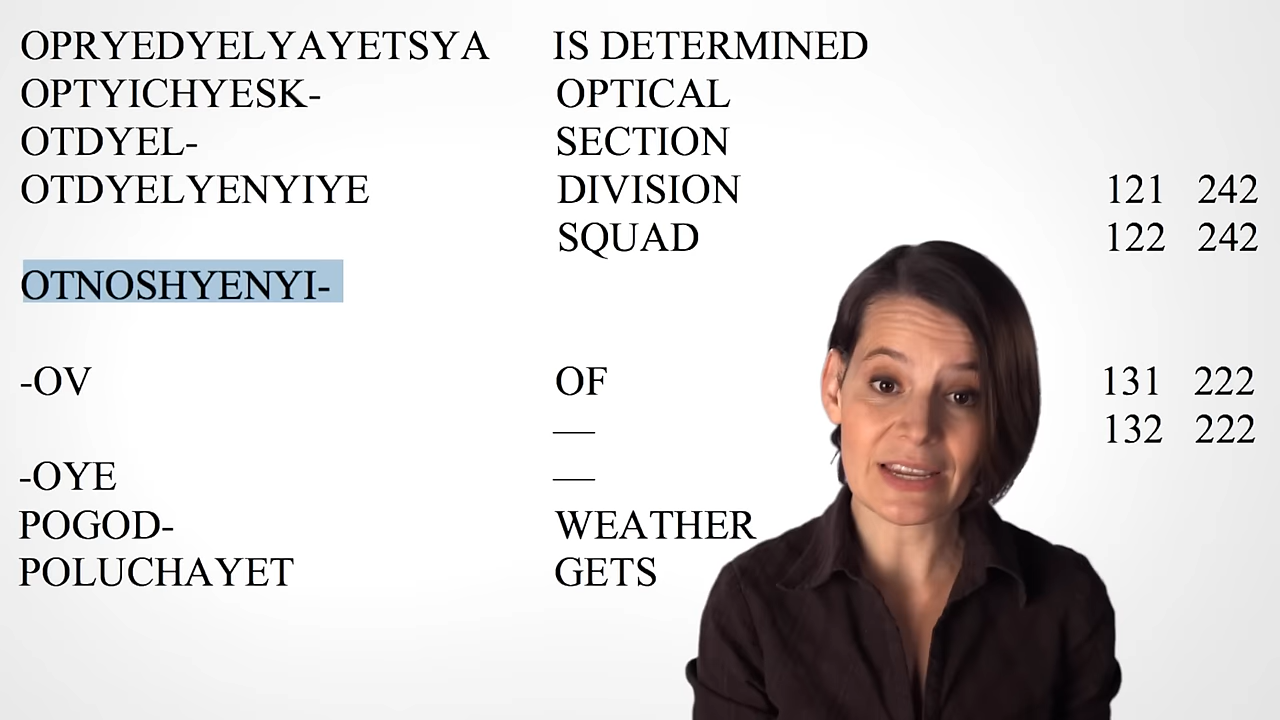 OPRYEDYELYAYETSYA IS DETERMINED
OPTYICHYESK- OPTICAL
OTDYEL- SECTION
OTDYELYENYIYE DIVISION 121 242
SQUAD 122 242
OTNOSHYENYI-
-OV OF 131 222
— 132 222
-OYE —
POGOD- WEATHER
POLUCHAYET GETS